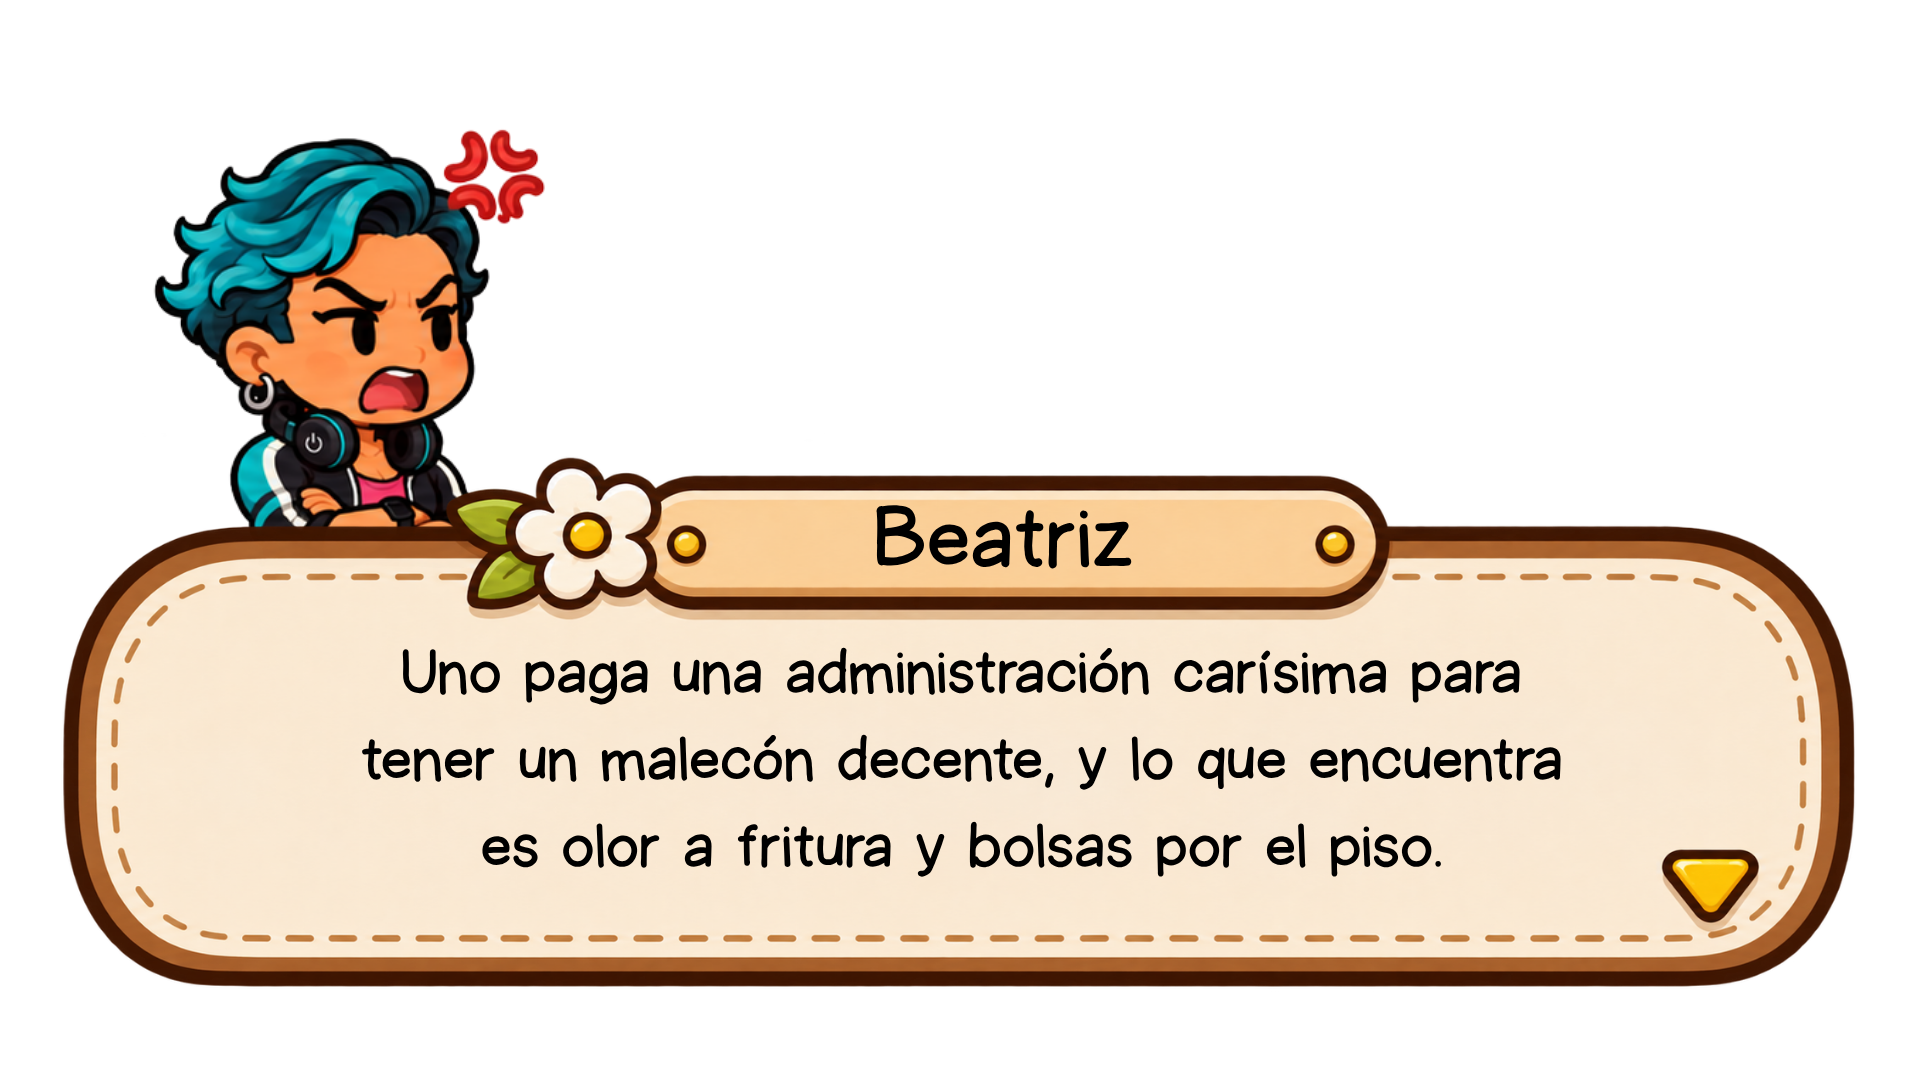 Beatriz
Uno paga una administración carísima para
tener un malecón decente, y lo que encuentra
es olor a fritura y bolsas por el piso.